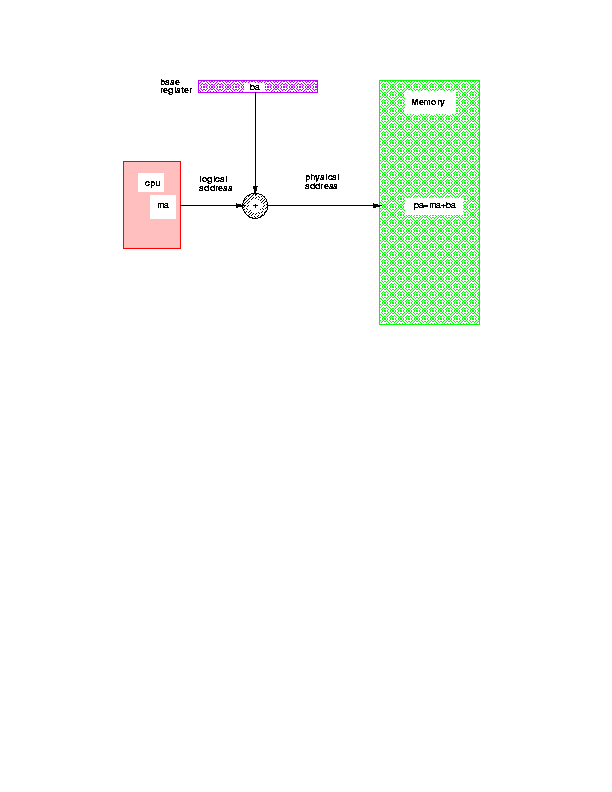 base
register
ba
Memory
cpu
ma
logical
address
+
physical
address
pa=ma+ba